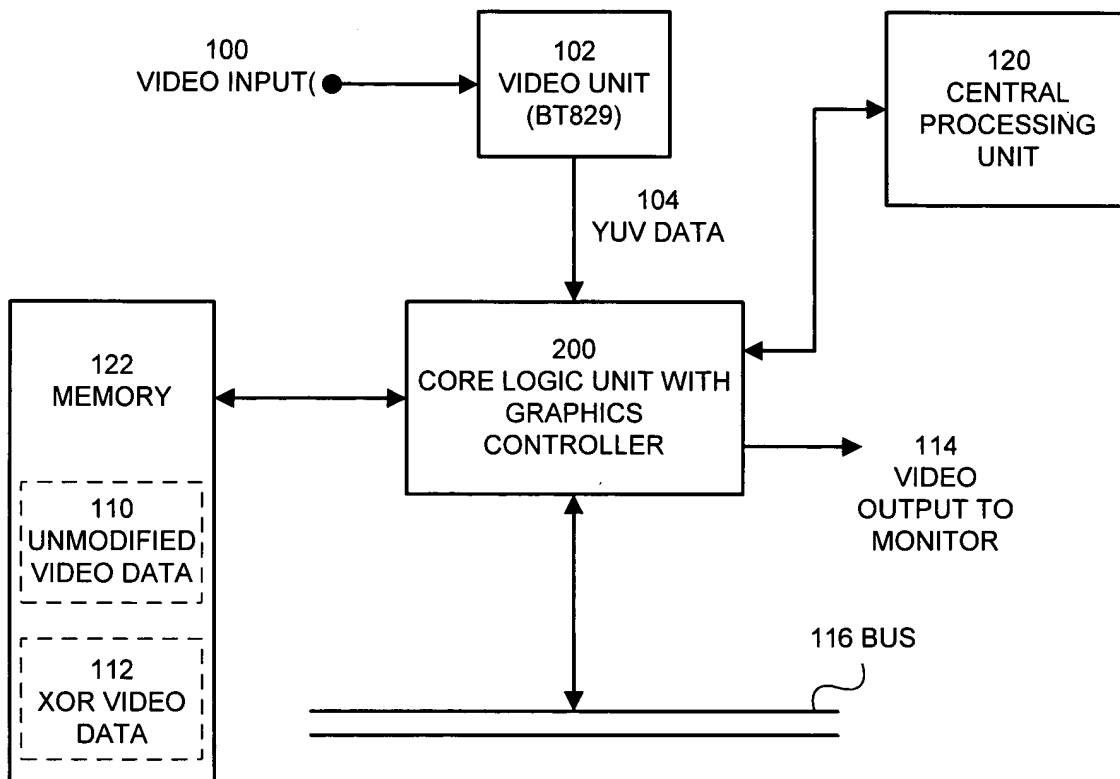 100
VIDEO INPUT(
102
VIDEO UNIT
(BT829)
120
CENTRAL
PROCESSING
UNIT
104
YUV DATA
122
MEMORY
200
CORE LOGIC UNIT WITH
GRAPHICS
CONTROLLER
114
VIDEO
OUTPUT TO
MONITOR
110
UNMODIFIED
VIDEO DATA
112
XOR VIDEO
DATA
116 BUS